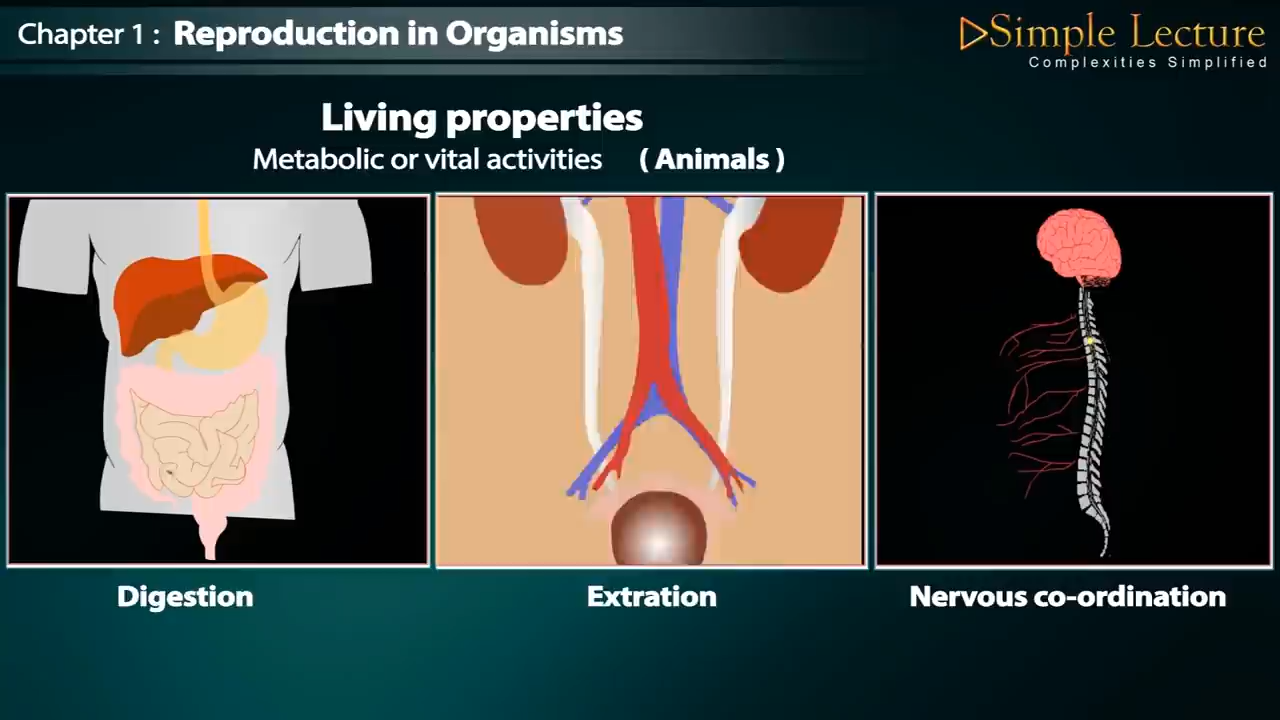 Chapter 1 : Reproduction in Organisms
Simple Lecture
Complexities Simplified
Living properties
Metabolic or vital activities ( Animals )
Digestion
Extration
Nervous co-ordination